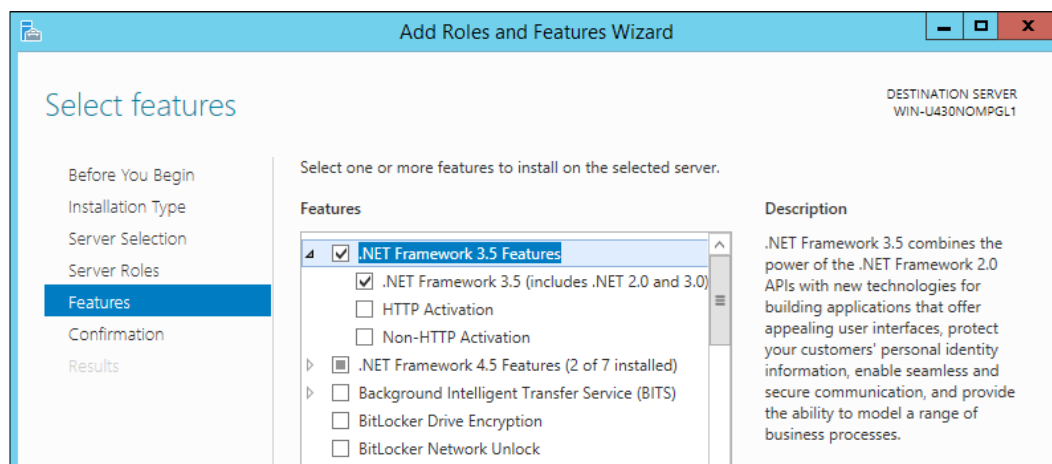 Add Roles and Features Wizard
Select features
DESTINATION SERVER
WIN-U430NOMPGL1
Before You Begin
Installation Type
Server Selection
Server Roles
Features
Confirmation
Results
Select one or more features to install on the selected server.
Features
.NET Framework 3.5 Features
.NET Framework 3.5 (includes .NET 2.0 and 3.0)
HTTP Activation
Non-HTTP Activation
.NET Framework 4.5 Features (2 of 7 installed)
Background Intelligent Transfer Service (BITS)
BitLocker Drive Encryption
BitLocker Network Unlock
Description
.NET Framework 3.5 combines the
power of the .NET Framework 2.0
APIs with new technologies for
building applications that offer
appealing user interfaces, protect
your customers' personal identity
information, enable seamless and
secure communication, and provide
the ability to model a range of
business processes.